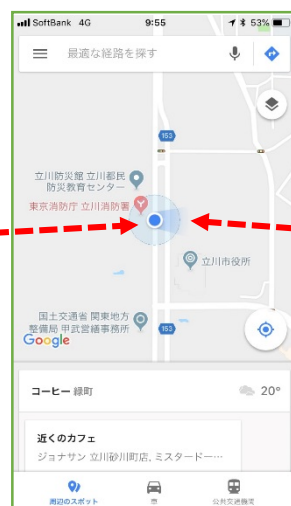 SoftBank 4G 9:55 53%
最適な経路を探す
153
立川防災館 立川都民
防災教育センター
東京消防庁 立川消防署
立川市役所
国土交通省 関東地方
整備局 甲武営繕事務所
153
Google
コーヒー 緑町 20°
近くのカフェ
ジョナサン 立川砂川町店, ミスタードー…
周辺のスポット 車 公共交通機関